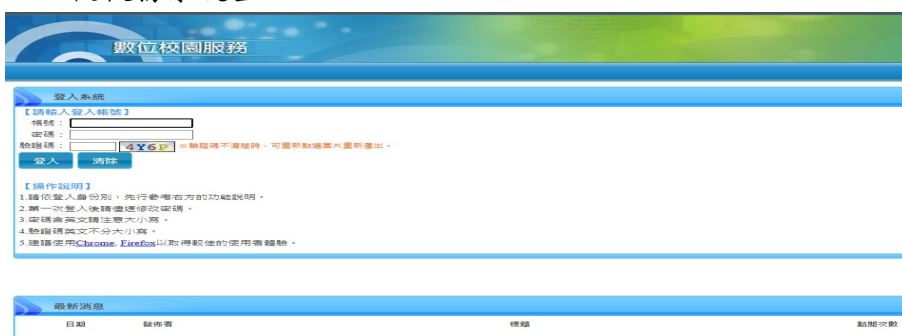 數位校園服務
登入系統
【請輸入登入帳號】
帳號：
密碼：
驗證碼： 4Y6P ※驗證碼不清楚時，可重新點選圖片重新產出。
登入 清除
【操作說明】
1.請依登入身份別，先行參考右方的功能說明。
2.第一次登入後請儘速修改密碼。
3.密碼含英文請注意大小寫。
4.驗證碼英文不分大小寫。
5.建議使用Chrome, Firefox以取得較佳的使用者體驗。
最新消息
日期 發佈者 標題 點閱次數